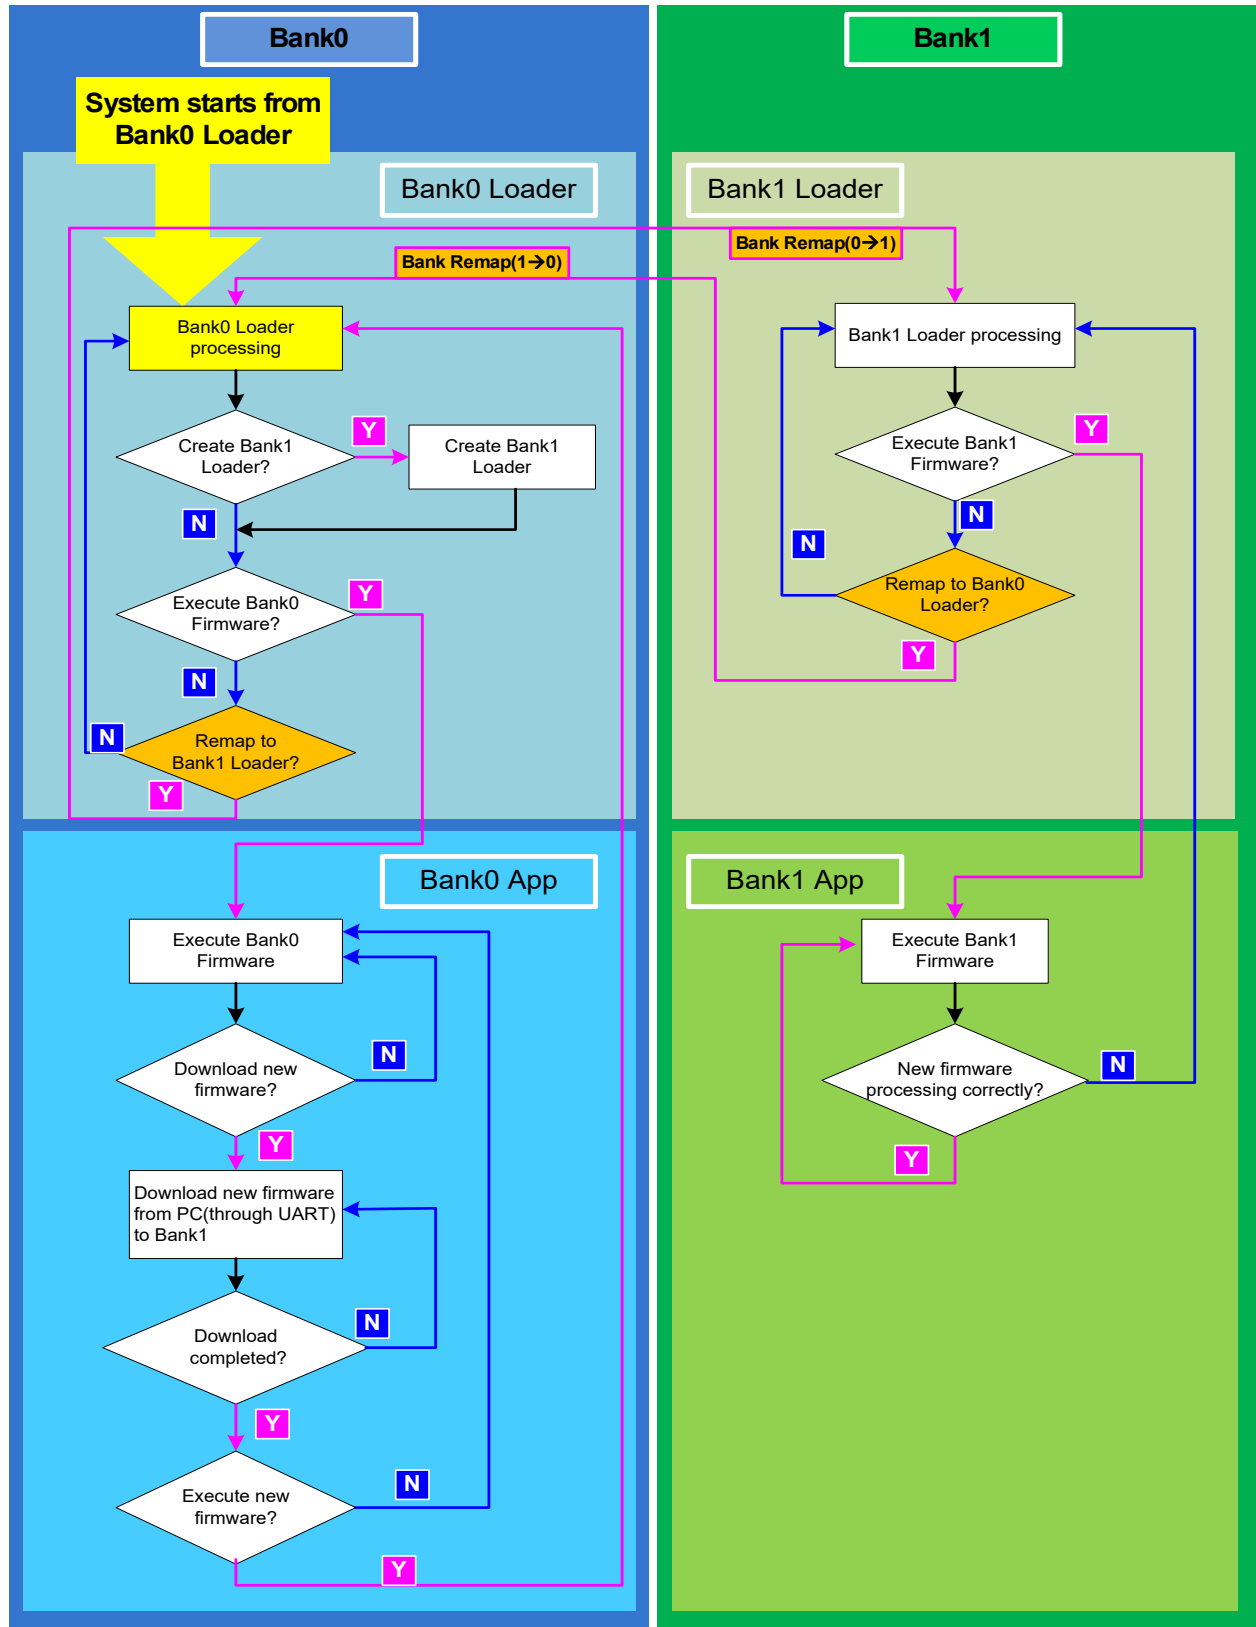 Bank0
System starts from
Bank0 Loader
Bank0 Loader
Bank Remap(1→0)
Bank0 Loader
processing
Create Bank1
Loader?
Y
Create Bank1
Loader
N
Execute Bank0
Firmware?
Y
N
Remap to
Bank1 Loader?
N
Y
Bank0 App
Execute Bank0
Firmware
Download new
firmware?
N
Y
Download new firmware
from PC(through UART)
to Bank1
Download
completed?
N
Y
Execute new
firmware?
N
Y
Bank1
Bank1 Loader
Bank Remap(0→1)
Bank1 Loader processing
Execute Bank1
Firmware?
Y
N
Remap to Bank0
Loader?
N
Y
Bank1 App
Execute Bank1
Firmware
New firmware
processing correctly?
N
Y